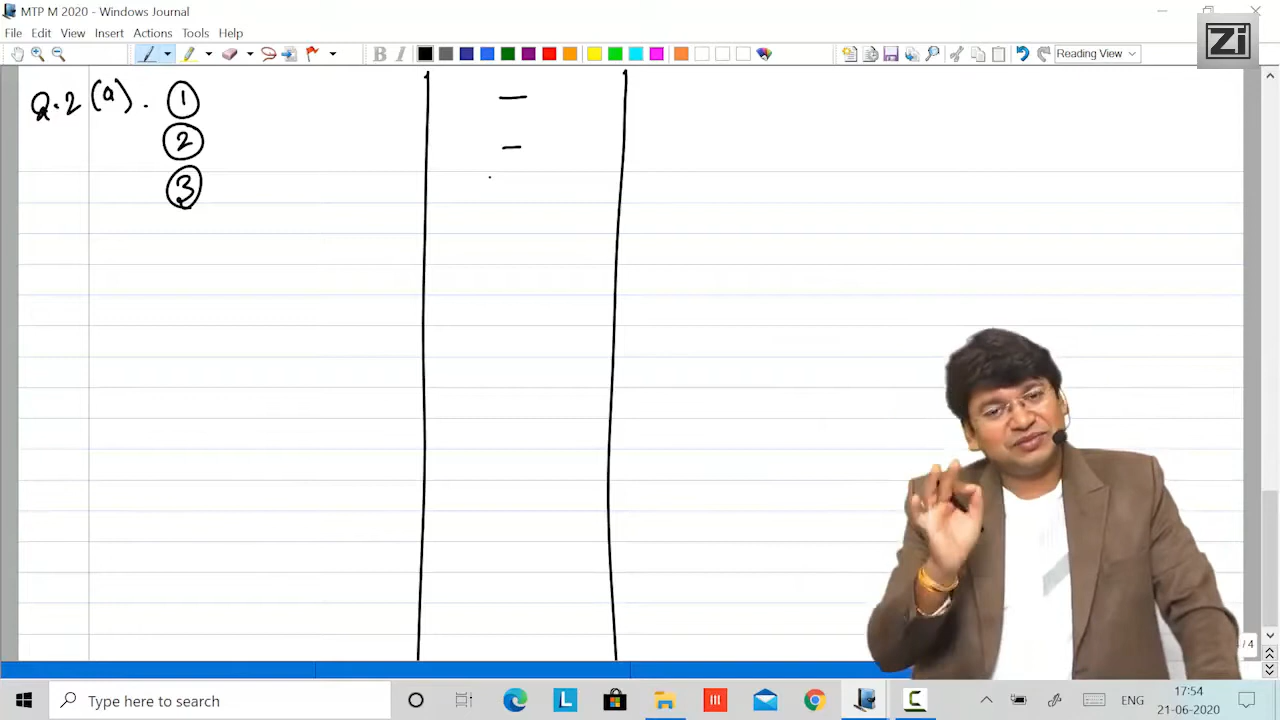 MTP M 2020 - Windows Journal
Zi
File Edit View Insert Actions Tools Help
B I Reading View
Q.2 (a). ① —
② –
③
/ 4
Type here to search
L
ENG
17:54
21-06-2020